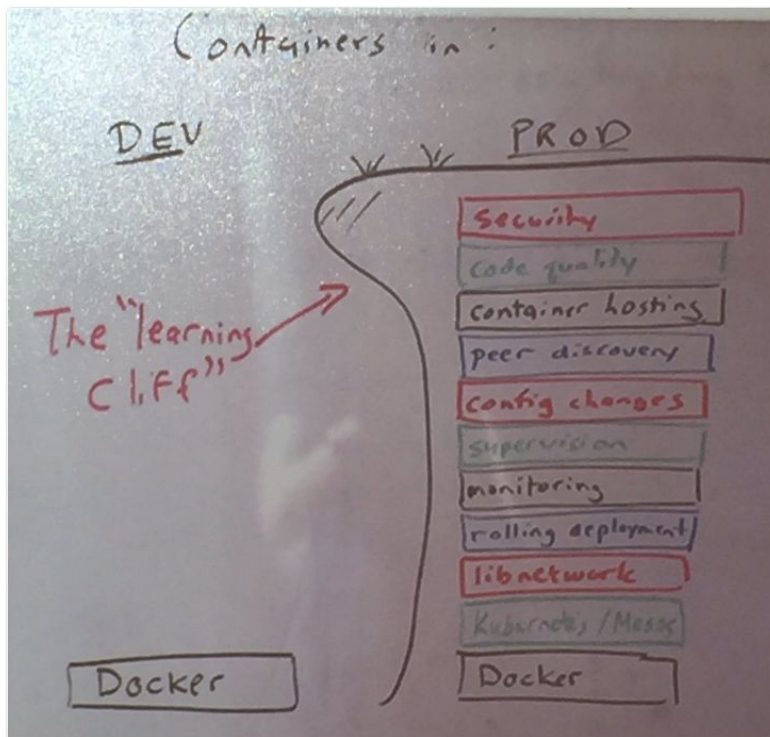 Containers in:
DEV
PROD
The "learning
Cliff"
security
code quality
container hosting
peer discovery
config changes
supervision
monitoring
rolling deployment
libnetwork
Kubernetes/Mesos
Docker
Docker